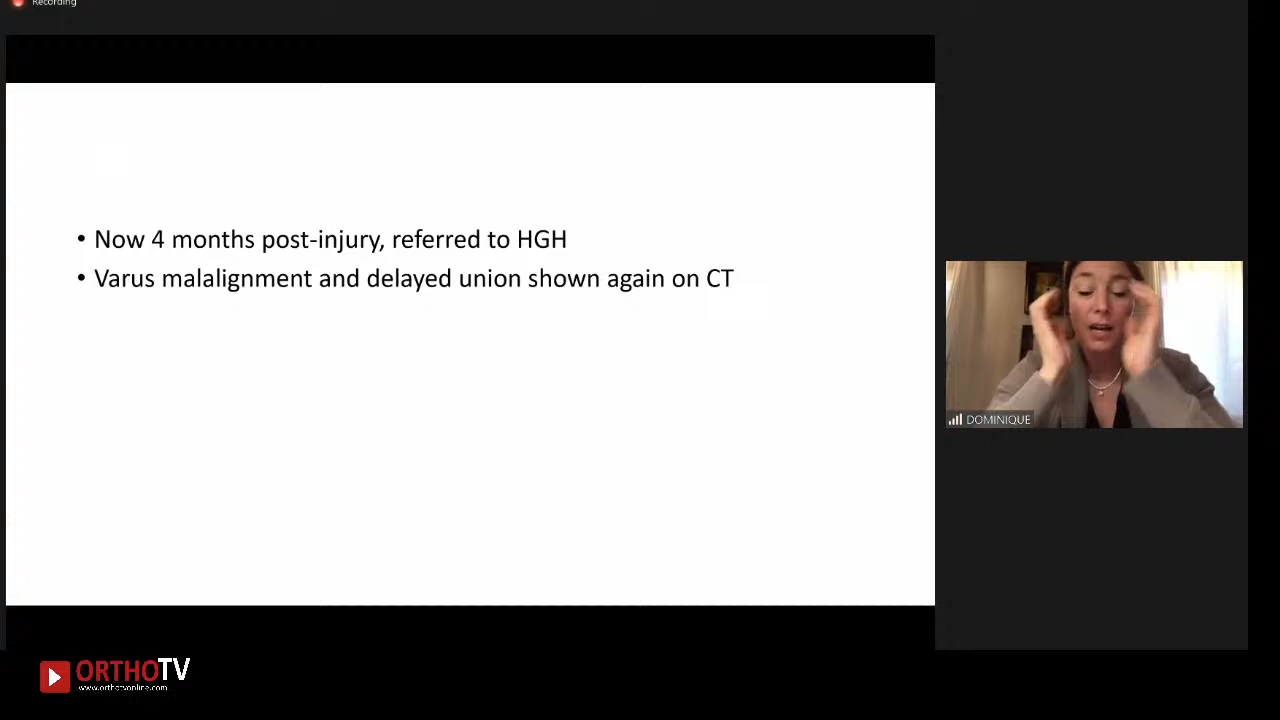 Recording
• Now 4 months post-injury, referred to HGH
• Varus malalignment and delayed union shown again on CT
DOMINIQUE
ORTHOTV
www.orthotvonline.com